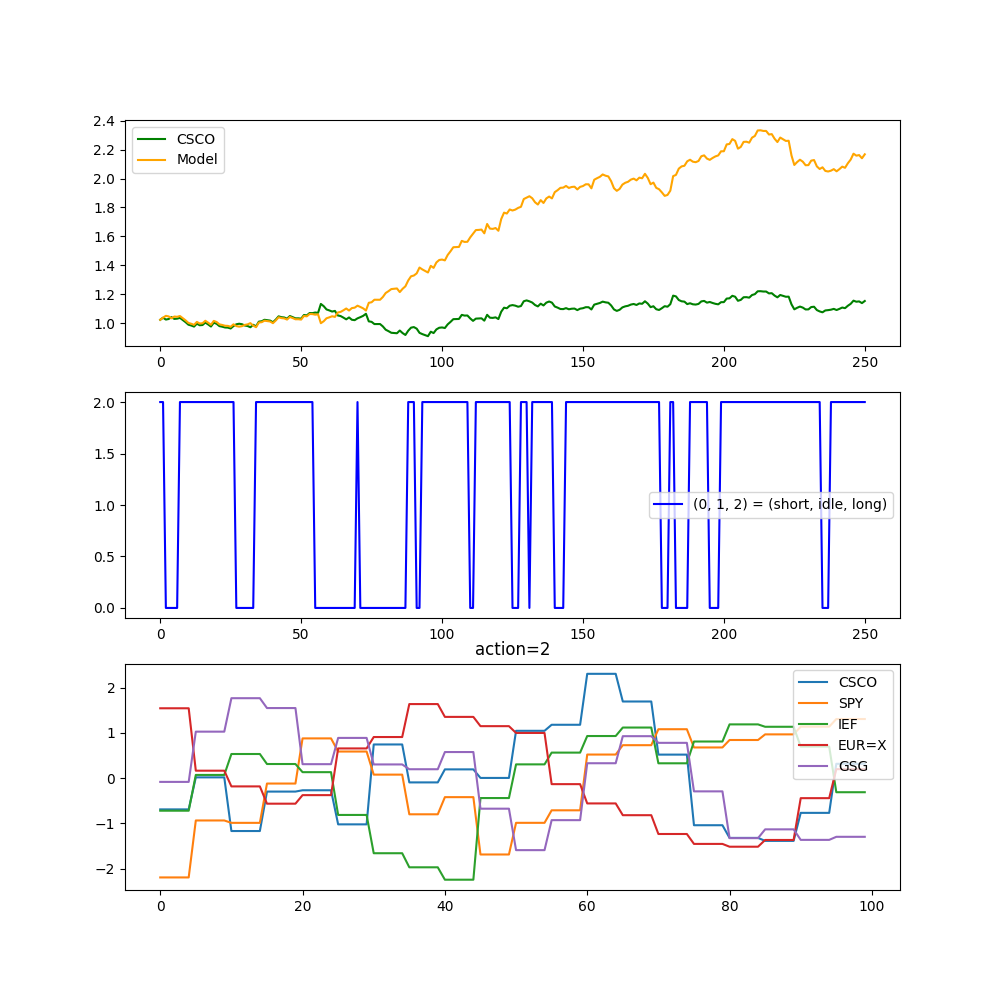 2.4
2.2
2.0
1.8
1.6
1.4
1.2
1.0
CSCO
Model
0 50 100 150 200 250
2.0
1.5
1.0
0.5
0.0
(0, 1, 2) = (short, idle, long)
0 50 100 150 200 250
action=2
2
1
0
−1
−2
CSCO
SPY
IEF
EUR=X
GSG
0 20 40 60 80 100